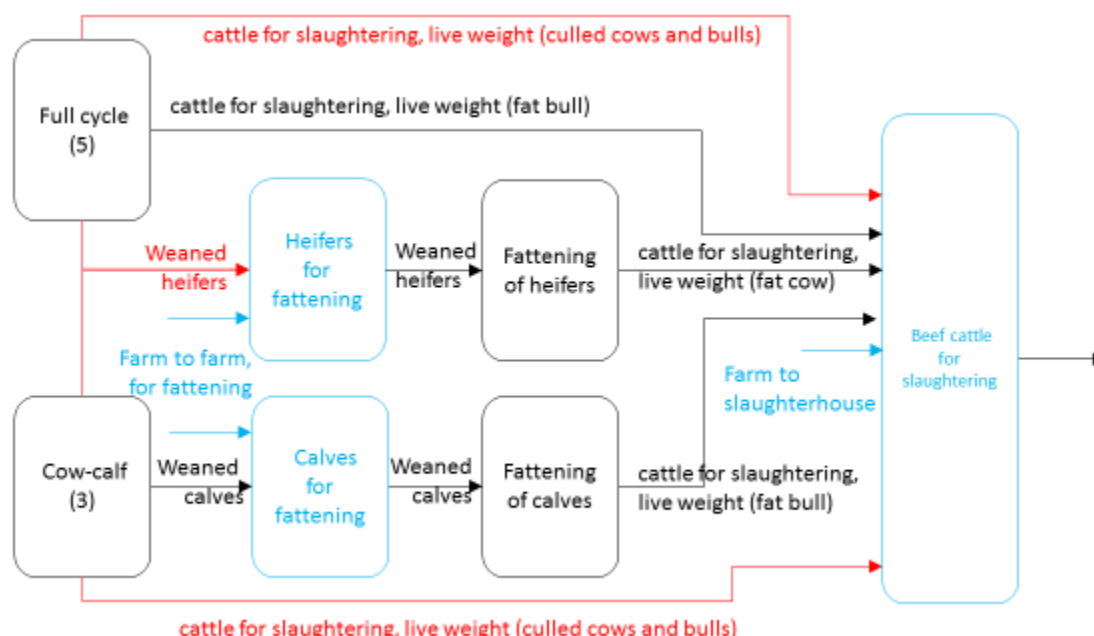 cattle for slaughtering, live weight (culled cows and bulls)
cattle for slaughtering, live weight (fat bull)
Full cycle
(5)
Weaned
heifers
Heifers
for
fattening
Weaned
heifers
Fattening
of heifers
cattle for slaughtering,
live weight (fat cow)
Farm to farm,
for fattening
Farm to
slaughterhouse
Beef cattle
for
slaughtering
Cow-calf
(3)
Weaned
calves
Calves
for
fattening
Weaned
calves
Fattening
of calves
cattle for slaughtering,
live weight (fat bull)
cattle for slaughtering, live weight (culled cows and bulls)